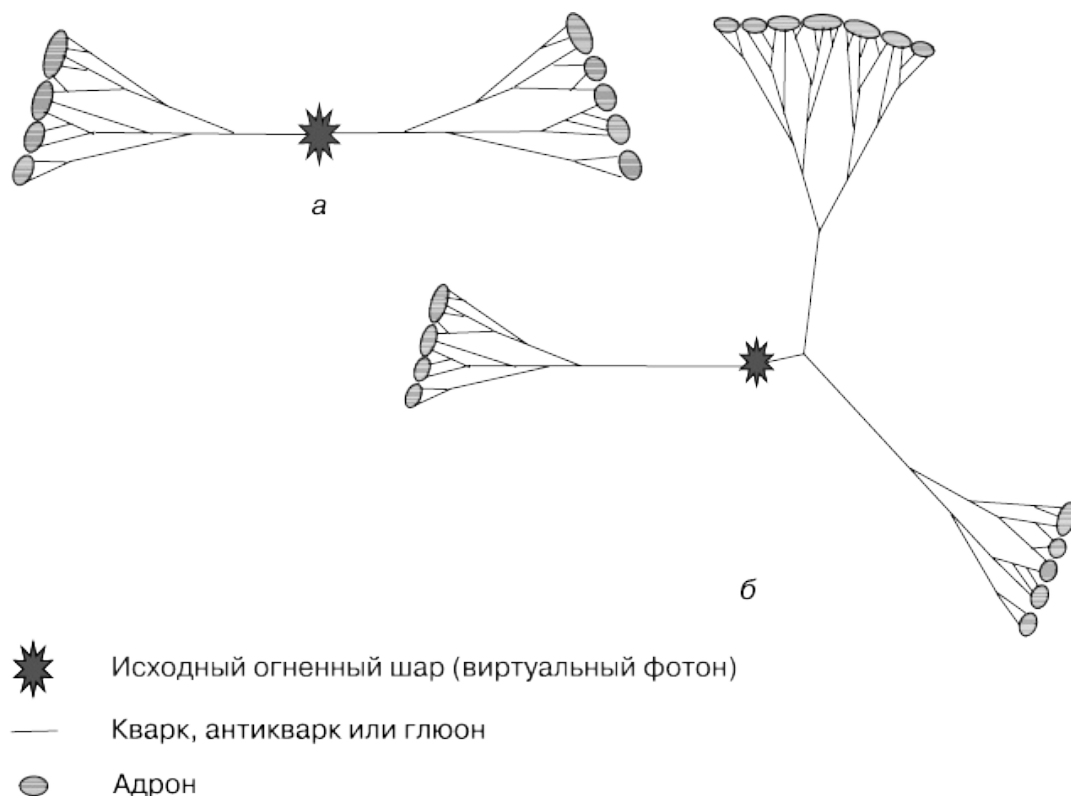 а
б
Исходный огненный шар (виртуальный фотон)
Кварк, антикварк или глюон
Адрон